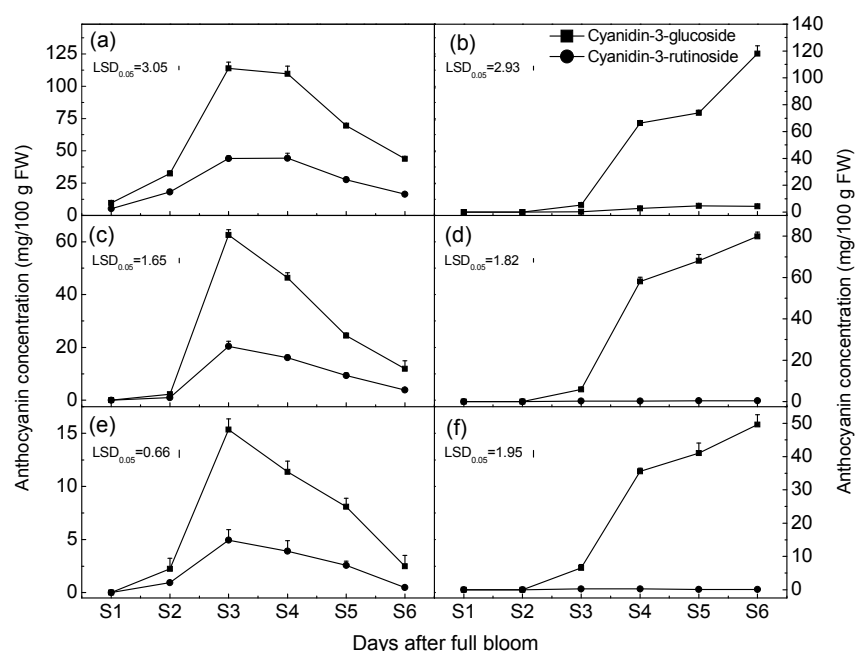 Anthocyanin concentration (mg/100 g FW)
(a)
LSD0.05=3.05
125
100
75
50
25
0
(b)
LSD0.05=2.93
Cyanidin-3-glucoside
Cyanidin-3-rutinoside
140
120
100
80
60
40
20
0
(c)
LSD0.05=1.65
60
40
20
0
(d)
LSD0.05=1.82
80
60
40
20
0
(e)
LSD0.05=0.66
15
10
5
0
(f)
LSD0.05=1.95
50
40
30
20
10
0
S1 S2 S3 S4 S5 S6 S1 S2 S3 S4 S5 S6
Days after full bloom
Anthocyanin concentration (mg/100 g FW)